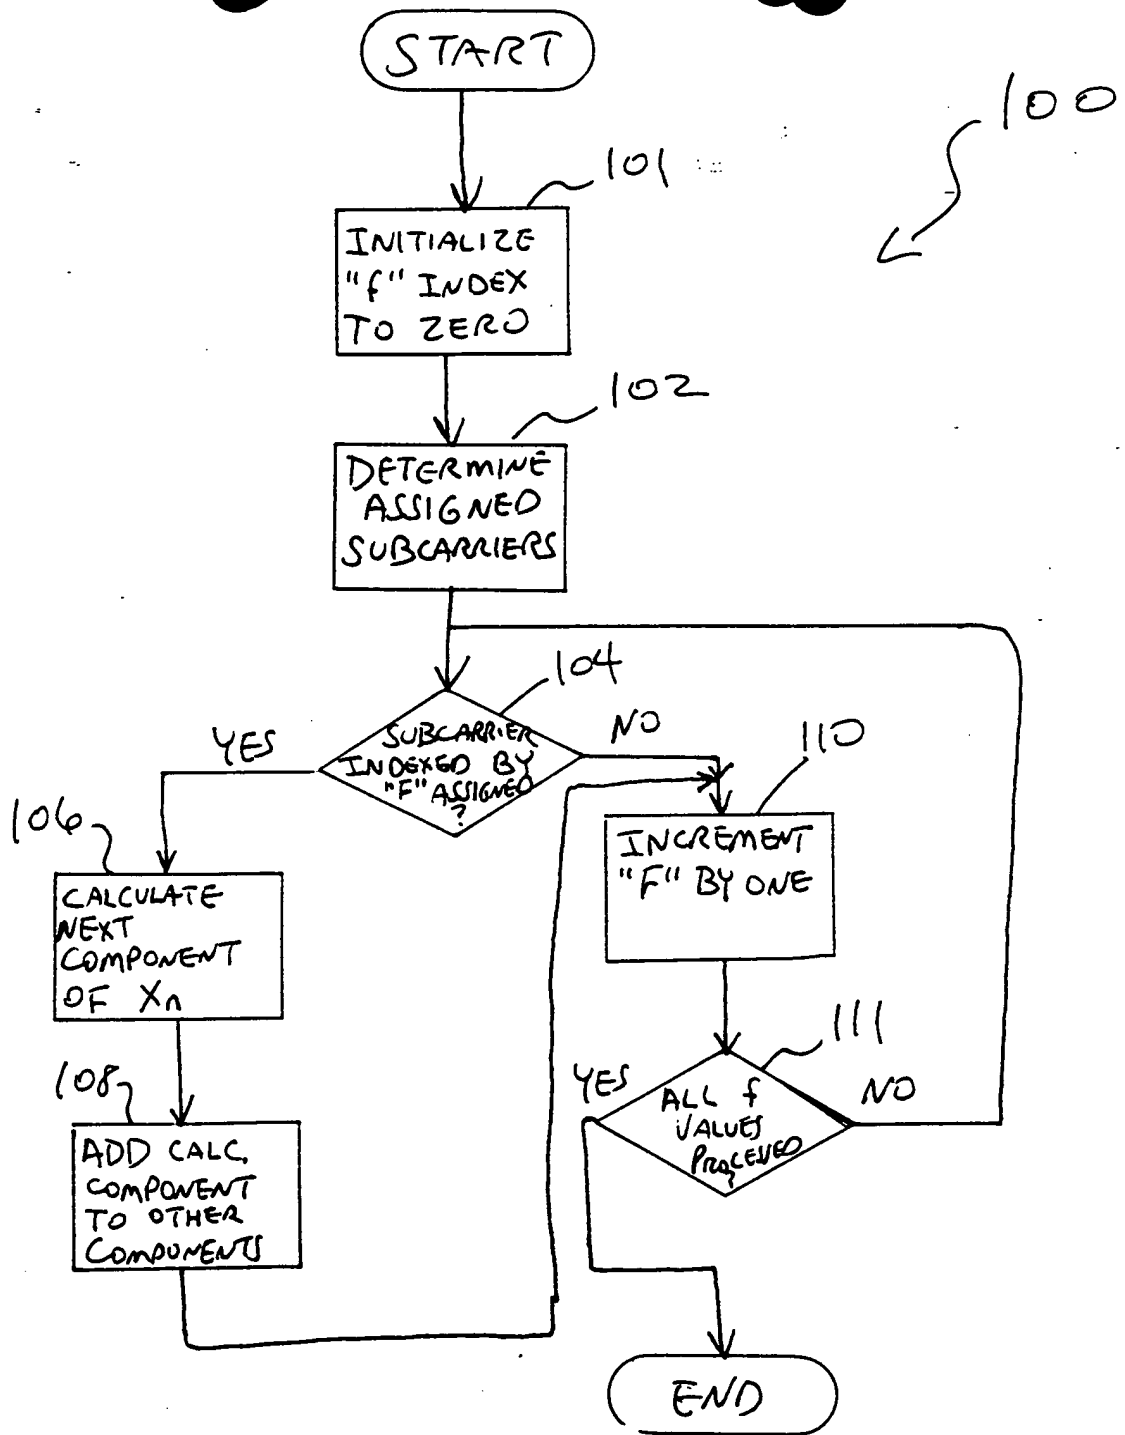 START
100
101
INITIALIZE
"f" INDEX
TO ZERO
102
DETERMINE
ASSIGNED
SUBCARRIERS
104
SUBCARRIER
INDEXED BY
"F" ASSIGNED
?
YES
NO
110
INCREMENT
"F" BY ONE
106
CALCULATE
NEXT
COMPONENT
OF Xn
108
ADD CALC.
COMPONENT
TO OTHER
COMPONENTS
111
ALL f
VALUES
PROCESSED
?
YES
NO
END